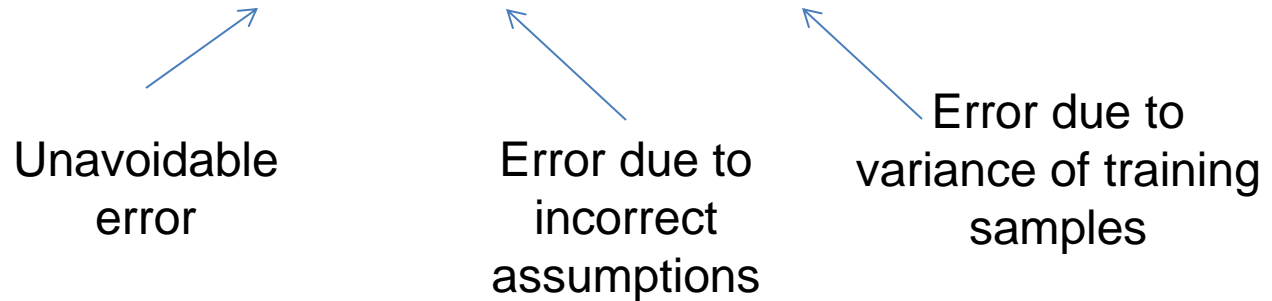 Unavoidable
error
Error due to
incorrect
assumptions
Error due to
variance of training
samples